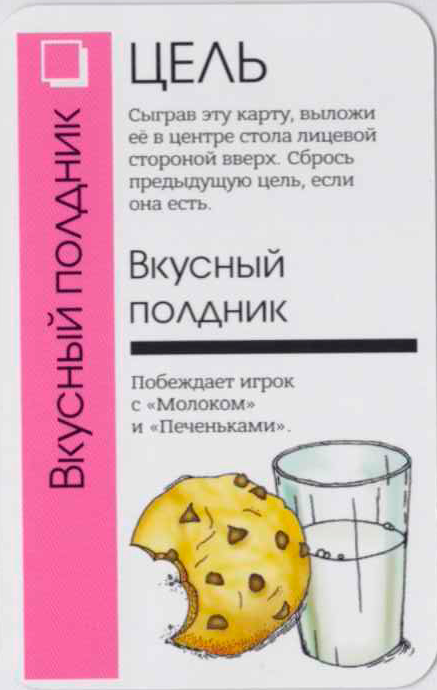 Вкусный полдник
ЦЕЛЬ
Сыграв эту карту, выложи
её в центре стола лицевой
стороной вверх. Сбрось
предыдущую цель, если
она есть.
Вкусный
полдник
Побеждает игрок
с «Молоком»
и «Печеньками».